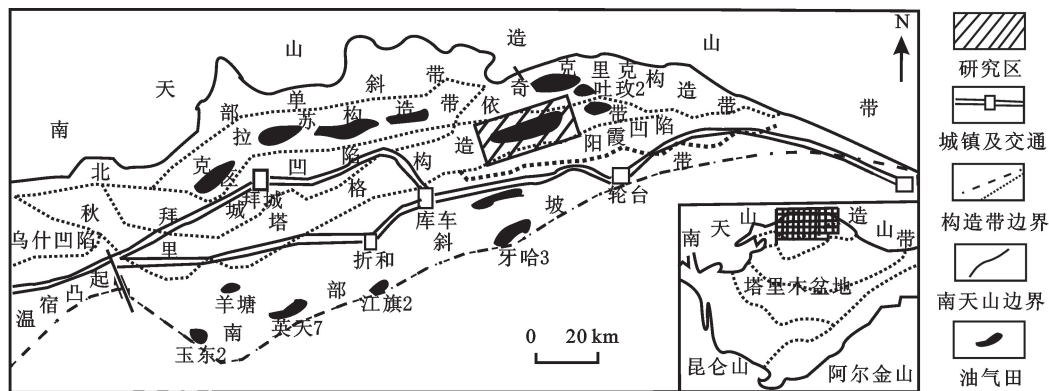 南天山造山带
N
北部单斜带
克拉苏构造带
依奇克里克构造带
吐孜2
拜城凹陷
阳霞凹陷
秋里塔格构造带
乌什凹陷
温宿凸起
南部斜坡带
区
拜城
库车
轮台
折和
牙哈3
羊塘
英天7
江旗2
玉东2
0 20 km
南天山造山带
塔里木盆地
昆仑山
阿尔金山
研究区
城镇及交通
构造带边界
南天山边界
油气田